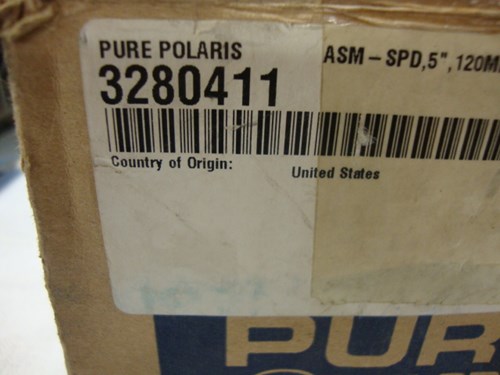 PURE POLARIS
ASM-SPD,5",120M
3280411
Country of Origin:
United States
PUR